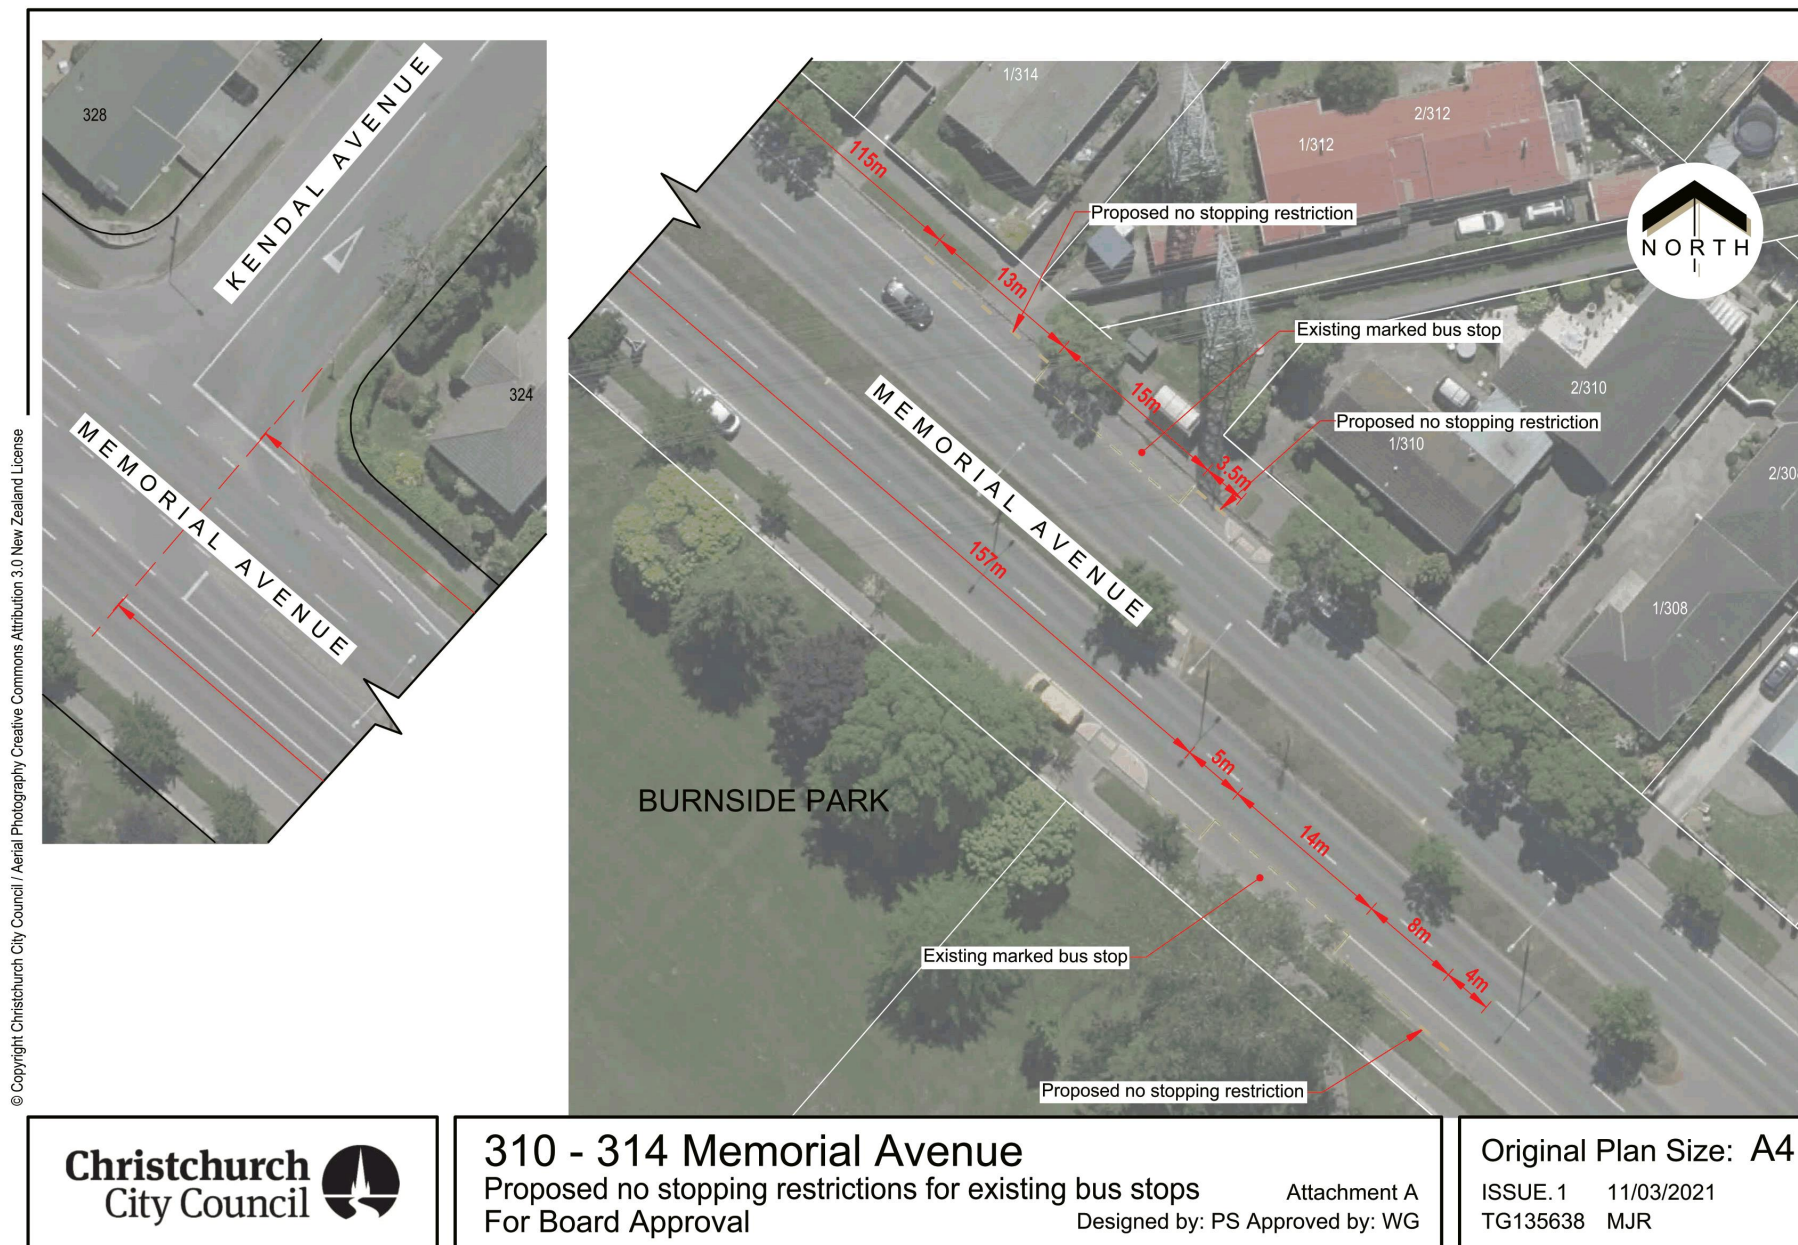 328
KENDAL AVENUE
324
MEMORIAL AVENUE
1/314
2/312
1/312
115m
Proposed no stopping restriction
NORTH
13m
Existing marked bus stop
15m
2/310
Proposed no stopping restriction
1/310
3.5m
MEMORIAL AVENUE
157m
1/308
5m
BURNSIDE PARK
14m
8m
Existing marked bus stop
4m
Proposed no stopping restriction
© Copyright Christchurch City Council / Aerial Photography Creative Commons Attribution 3.0 New Zealand License
Christchurch
City Council
310 - 314 Memorial Avenue
Proposed no stopping restrictions for existing bus stops
For Board Approval
Attachment A
Designed by: PS Approved by: WG
Original Plan Size: A4
ISSUE.1 11/03/2021
TG135638 MJR